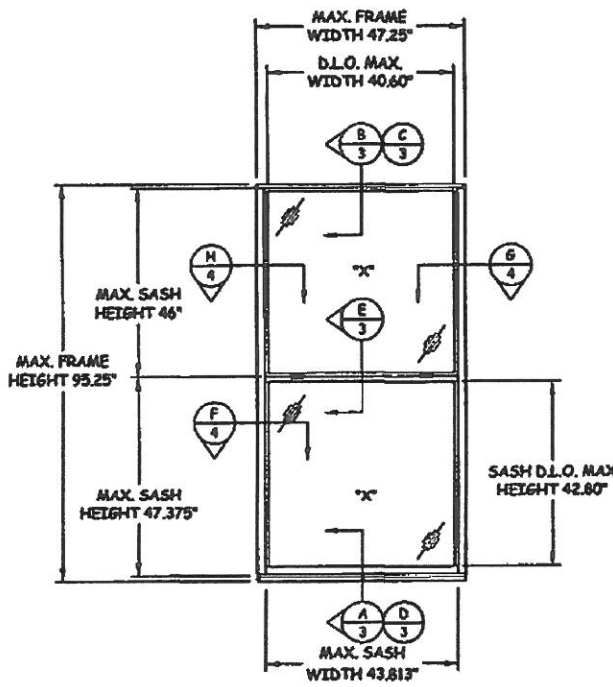 MAX. FRAME
WIDTH 47.25"
D.L.O. MAX.
WIDTH 40.60"
B
3
C
3
H
4
"X"
G
4
MAX. SASH
HEIGHT 46"
E
3
MAX. FRAME
HEIGHT 95.25"
F
4
SASH D.L.O. MAX
HEIGHT 42.80"
MAX. SASH
HEIGHT 47.375"
"X"
A
3
D
3
MAX. SASH
WIDTH 43.813"